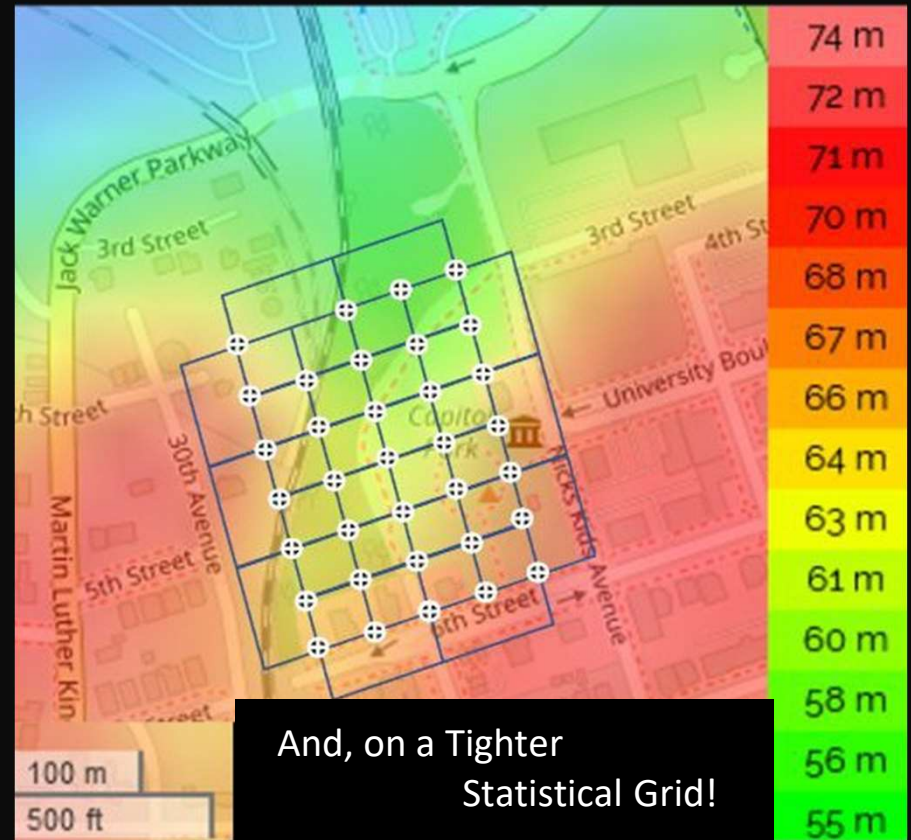 74 m
72 m
71 m
70 m
68 m
67 m
66 m
64 m
63 m
61 m
60 m
58 m
56 m
55 m
Jack Warner Parkway
3rd Street
3rd Street
4th St
University Boul
h Street
Capitol
Park
30th Avenue
Hicks Kids Avenue
Martin Luther Kin
5th Street
6th Street
reet
100 m
500 ft
And, on a Tighter
Statistical Grid!